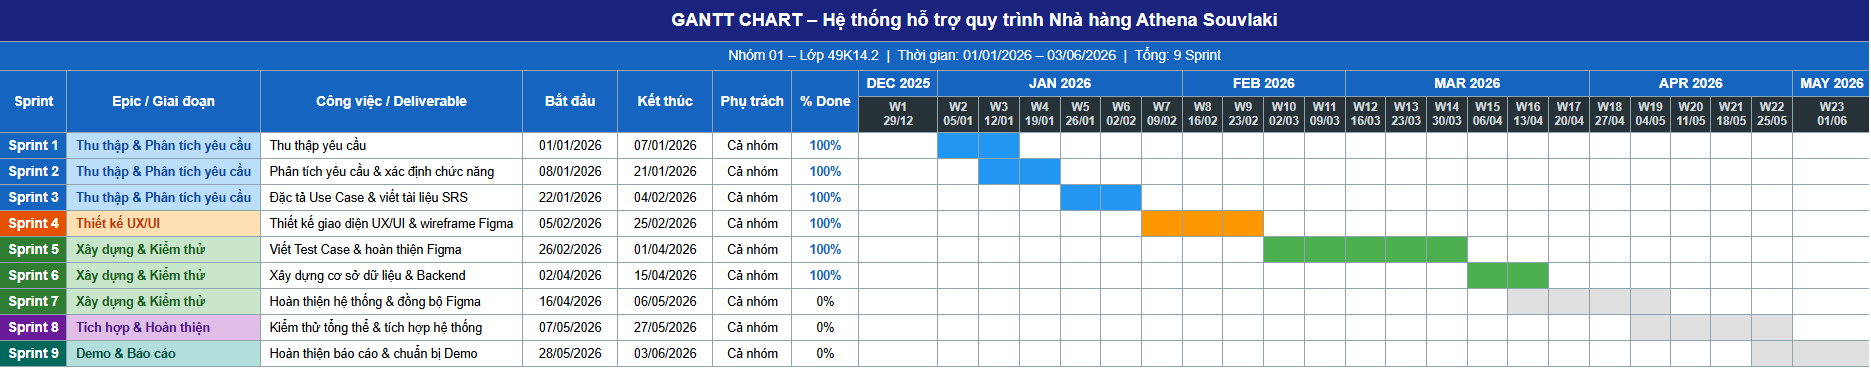 GANTT CHART – Hệ thống hỗ trợ quy trình Nhà hàng Athena Souvlaki
Nhóm 01 – Lớp 49K14.2 | Thời gian: 01/01/2026 – 03/06/2026 | Tổng: 9 Sprint
Sprint Epic / Giai đoạn Công việc / Deliverable Bắt đầu Kết thúc Phụ trách % Done DEC 2025 JAN 2026 FEB 2026 MAR 2026 APR 2026 MAY 2026
W1 W2 W3 W4 W5 W6 W7 W8 W9 W10 W11 W12 W13 W14 W15 W16 W17 W18 W19 W20 W21 W22 W23
29/12 05/01 12/01 19/01 26/01 02/02 09/02 16/02 23/02 02/03 09/03 16/03 23/03 30/03 06/04 13/04 20/04 27/04 04/05 11/05 18/05 25/05 01/06
Sprint 1 Thu thập & Phân tích yêu cầu Thu thập yêu cầu 01/01/2026 07/01/2026 Cả nhóm 100%
Sprint 2 Thu thập & Phân tích yêu cầu Phân tích yêu cầu & xác định chức năng 08/01/2026 21/01/2026 Cả nhóm 100%
Sprint 3 Thu thập & Phân tích yêu cầu Đặc tả Use Case & viết tài liệu SRS 22/01/2026 04/02/2026 Cả nhóm 100%
Sprint 4 Thiết kế UX/UI Thiết kế giao diện UX/UI & wireframe Figma 05/02/2026 25/02/2026 Cả nhóm 100%
Sprint 5 Xây dựng & Kiểm thử Viết Test Case & hoàn thiện Figma 26/02/2026 01/04/2026 Cả nhóm 100%
Sprint 6 Xây dựng & Kiểm thử Xây dựng cơ sở dữ liệu & Backend 02/04/2026 15/04/2026 Cả nhóm 100%
Sprint 7 Xây dựng & Kiểm thử Hoàn thiện hệ thống & đồng bộ Figma 16/04/2026 06/05/2026 Cả nhóm 0%
Sprint 8 Tích hợp & Hoàn thiện Kiểm thử tổng thể & tích hợp hệ thống 07/05/2026 27/05/2026 Cả nhóm 0%
Sprint 9 Demo & Báo cáo Hoàn thiện báo cáo & chuẩn bị Demo 28/05/2026 03/06/2026 Cả nhóm 0%